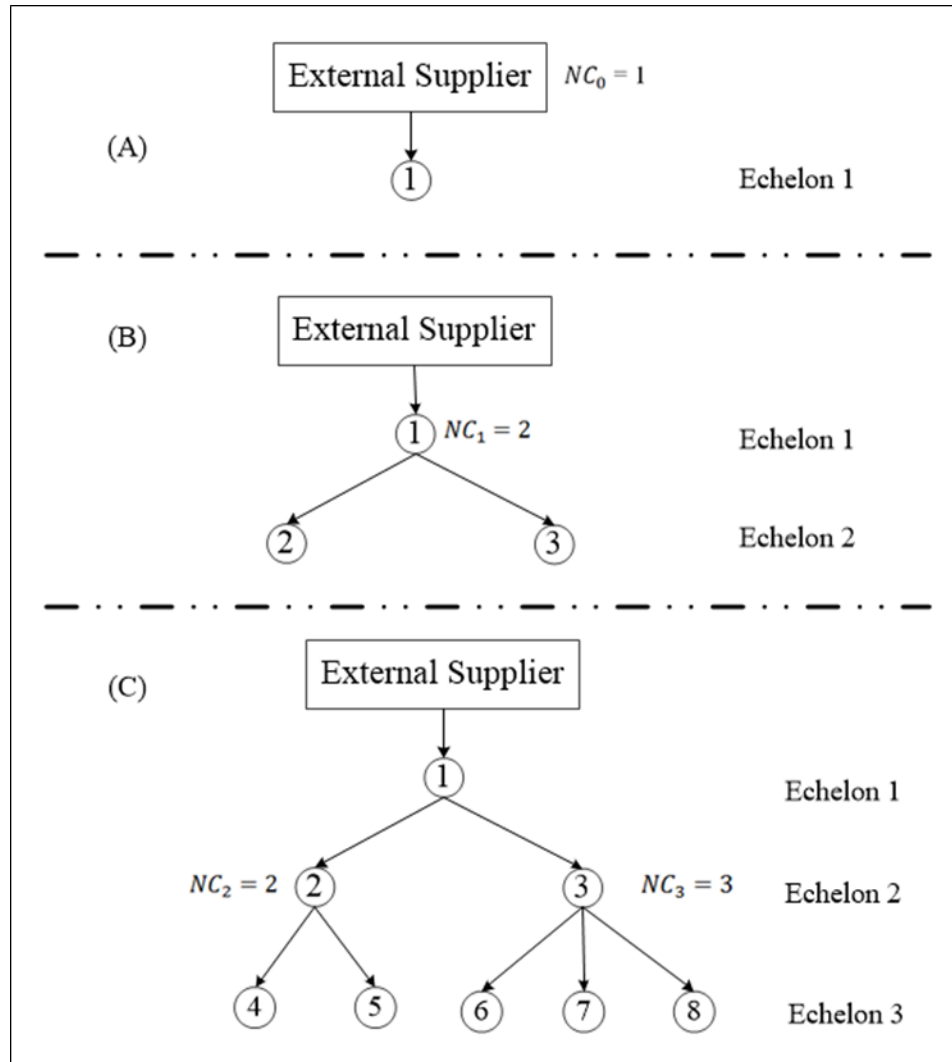 External Supplier NC₀ = 1
(A)
1 Echelon 1
External Supplier
(B)
1 NC₁ = 2 Echelon 1
2 3 Echelon 2
External Supplier
(C)
1 Echelon 1
NC₂ = 2 2 3 NC₃ = 3 Echelon 2
4 5 6 7 8 Echelon 3